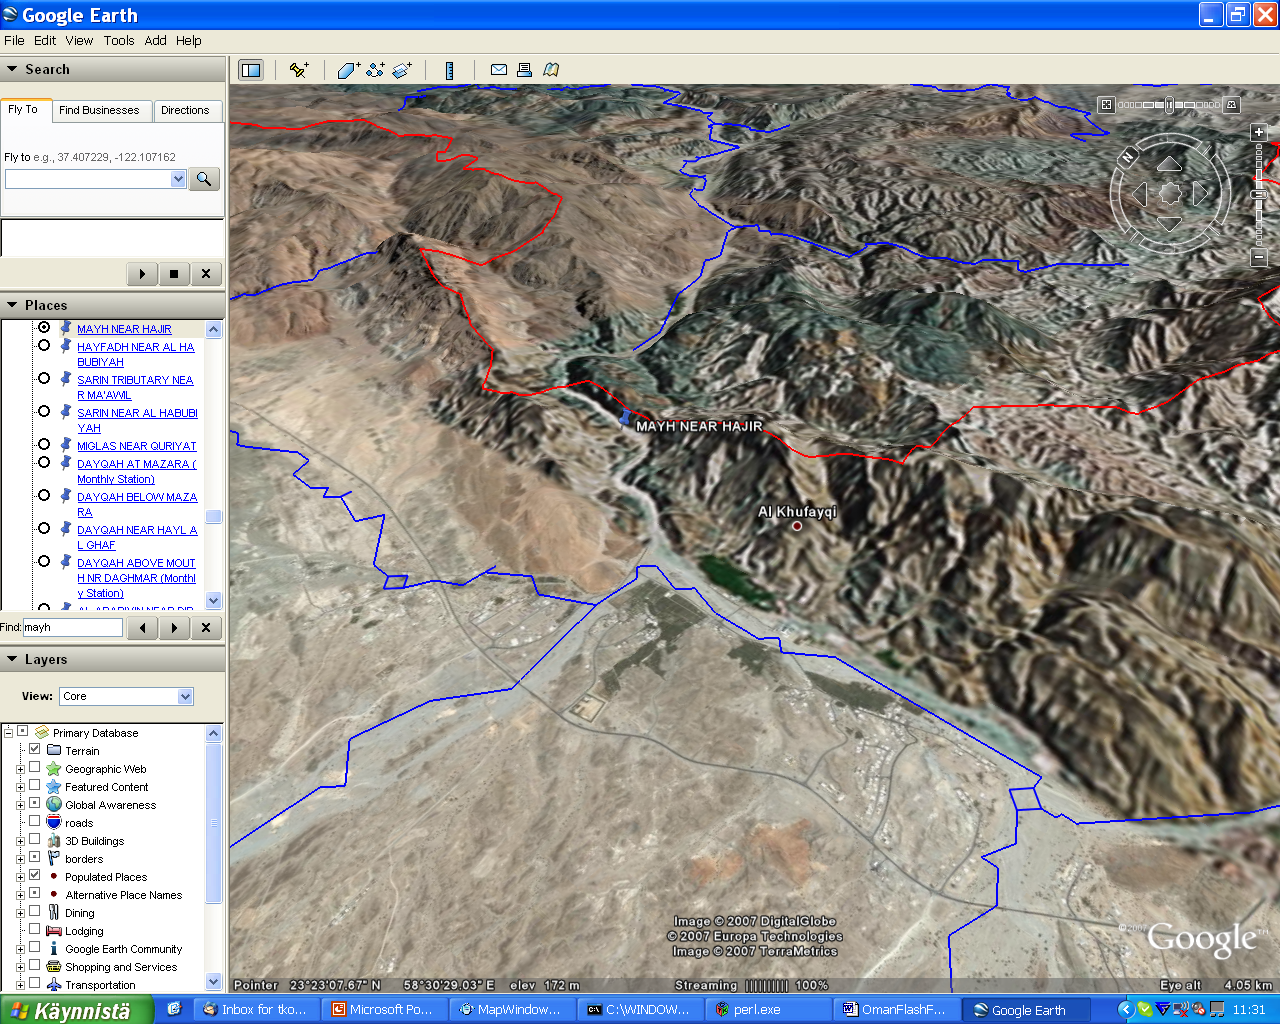 Google Earth
File Edit View Tools Add Help
Search
Fly To Find Businesses Directions
Fly to e.g., 37.407229, -122.107162
Places
MAYH NEAR HAJIR
HAYFADH NEAR AL HA
BUBIYAH
SARIN TRIBUTARY NEA
R MA'AWIL
SARIN NEAR AL HABUBI
YAH
MIGLAS NEAR QURIYAT
DAYQAH AT MAZARA (
Monthly Station)
DAYQAH BELOW MAZA
RA
DAYQAH NEAR HAYL A
L GHAF
DAYQAH ABOVE MOUT
H NR DAGHMAR (Monthl
y Station)
Find: mayh
Layers
View: Core
Primary Database
Terrain
Geographic Web
Featured Content
Global Awareness
roads
3D Buildings
borders
Populated Places
Alternative Place Names
Dining
Lodging
Google Earth Community
Shopping and Services
Transportation
N
MAYH NEAR HAJIR
Al Khufayqi
Image © 2007 DigitalGlobe
© 2007 Europa Technologies
Image © 2007 TerraMetrics
©2007 Google™
Pointer 23°23'07.67" N 58°30'29.03" E elev 172 m Streaming |||||||||| 100% Eye alt 4.05 km
Käynnistä Inbox for tko... Microsoft Po... MapWindow... C:\WINDOW... perl.exe OmanFlashF... Google Earth 11:31